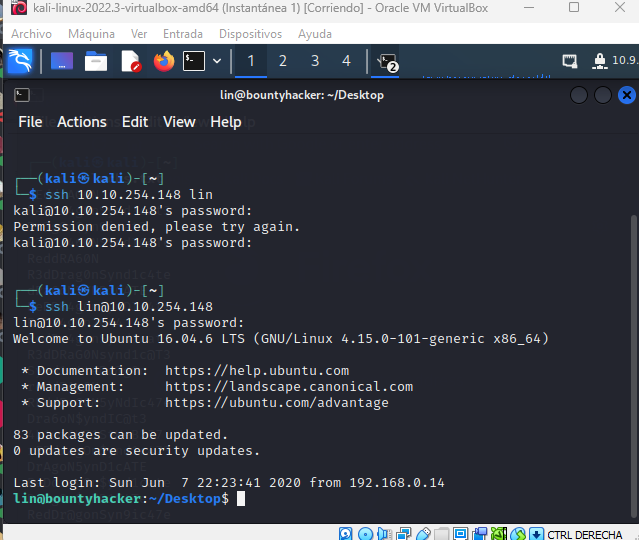 kali-linux-2022.3-virtualbox-amd64 (Instantánea 1) [Corriendo] - Oracle VM VirtualBox
Archivo Máquina Ver Entrada Dispositivos Ayuda
1 2 3 4 2 10.9.
lin@bountyhacker: ~/Desktop
File Actions Edit View Help
┌──(kali㉿kali)-[~]
└─$ ssh 10.10.254.148 lin
kali@10.10.254.148's password:
Permission denied, please try again.
kali@10.10.254.148's password:
┌──(kali㉿kali)-[~]
└─$ ssh lin@10.10.254.148
lin@10.10.254.148's password:
Welcome to Ubuntu 16.04.6 LTS (GNU/Linux 4.15.0-101-generic x86_64)
* Documentation: https://help.ubuntu.com
* Management: https://landscape.canonical.com
* Support: https://ubuntu.com/advantage
83 packages can be updated.
0 updates are security updates.
Last login: Sun Jun 7 22:23:41 2020 from 192.168.0.14
lin@bountyhacker:~/Desktop$
CTRL DERECHA